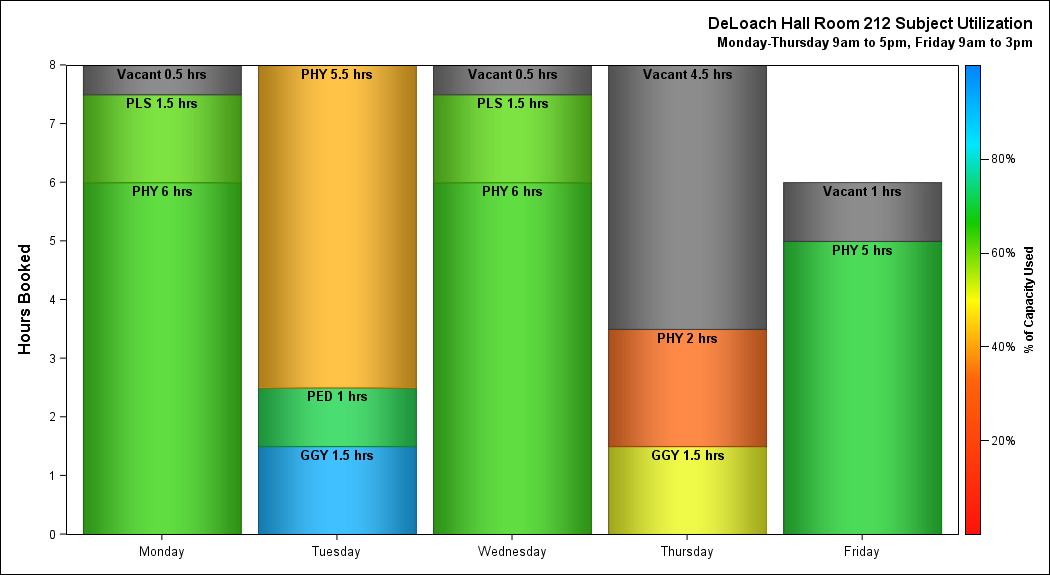 DeLoach Hall Room 212 Subject Utilization
Monday-Thursday 9am to 5pm, Friday 9am to 3pm
Hours Booked
8
7
6
5
4
3
2
1
0
Vacant 0.5 hrs
PLS 1.5 hrs
PHY 6 hrs
PHY 5.5 hrs
PED 1 hrs
GGY 1.5 hrs
Vacant 0.5 hrs
PLS 1.5 hrs
PHY 6 hrs
Vacant 4.5 hrs
PHY 2 hrs
GGY 1.5 hrs
Vacant 1 hrs
PHY 5 hrs
Monday
Tuesday
Wednesday
Thursday
Friday
80%
60%
40%
20%
% of Capacity Used